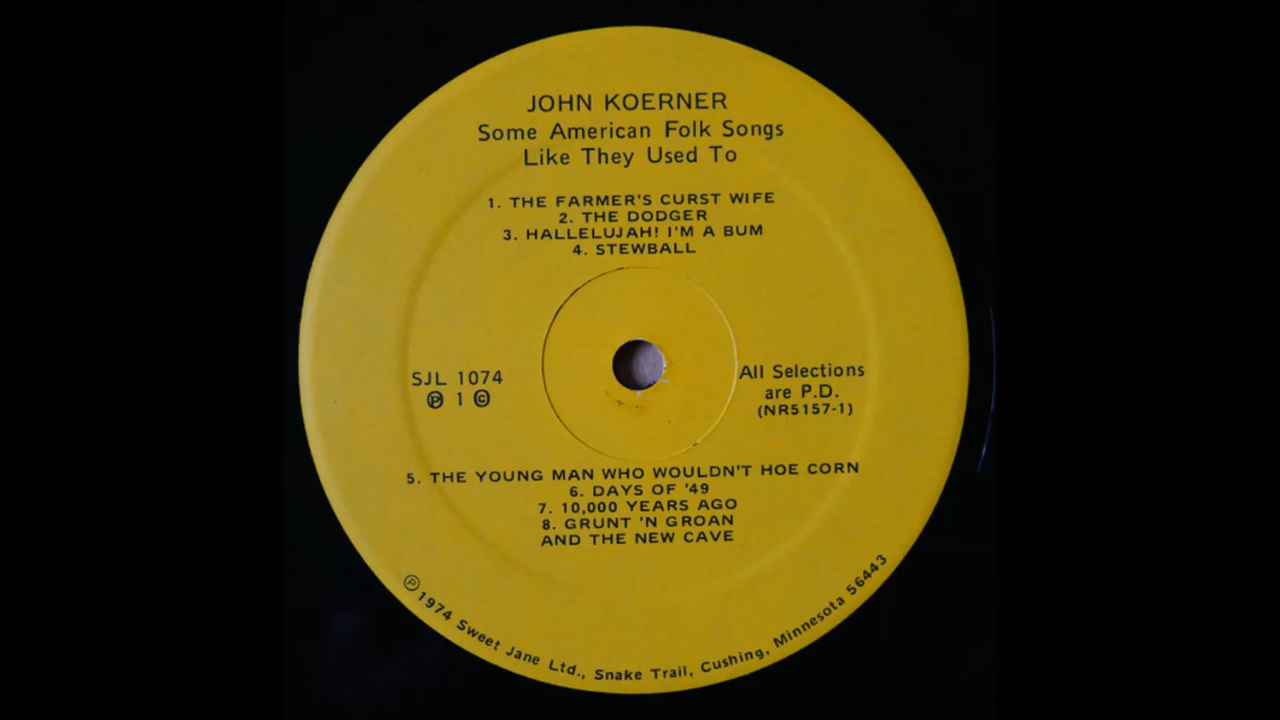 JOHN KOERNER
Some American Folk Songs
Like They Used To
1. THE FARMER'S CURST WIFE
2. THE DODGER
3. HALLELUJAH! I'M A BUM
4. STEWBALL
SJL 1074
Ⓟ 1 ©
All Selections
are P.D.
(NR5157-1)
5. THE YOUNG MAN WHO WOULDN'T HOE CORN
6. DAYS OF '49
7. 10,000 YEARS AGO
8. GRUNT 'N GROAN
AND THE NEW CAVE
Ⓟ 1974 Sweet Jane Ltd., Snake Trail, Cushing, Minnesota 56443